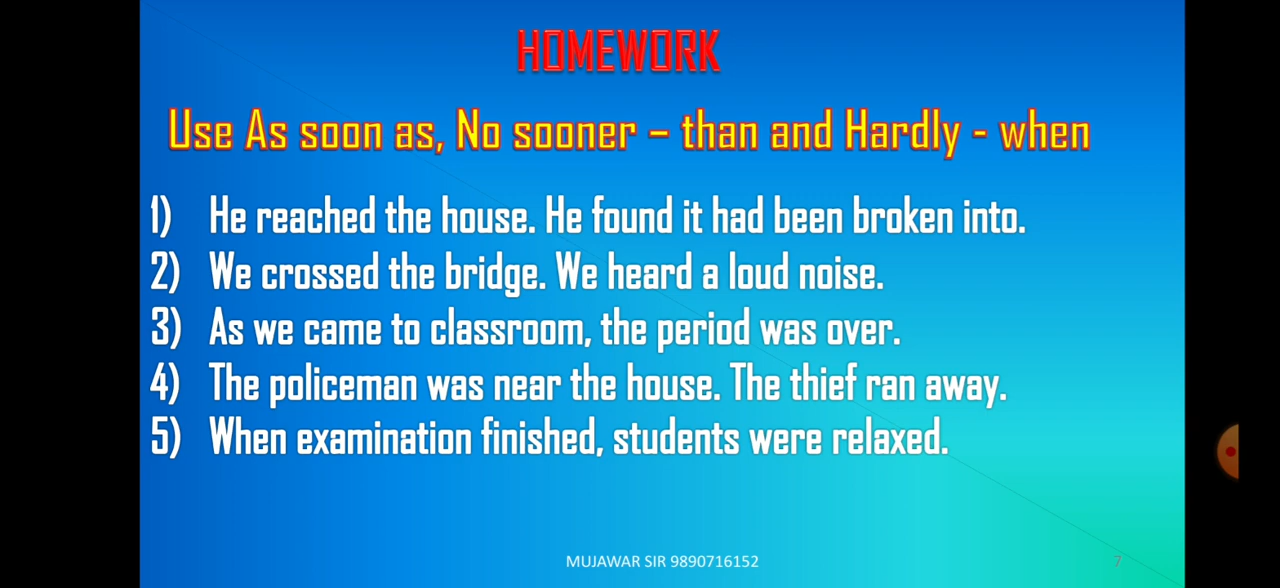 HOMEWORK
Use As soon as, No sooner – than and Hardly - when
1) He reached the house. He found it had been broken into.
2) We crossed the bridge. We heard a loud noise.
3) As we came to classroom, the period was over.
4) The policeman was near the house. The thief ran away.
5) When examination finished, students were relaxed.
MUJAWAR SIR 9890716152
7